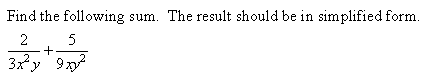 Find the following sum. The result should be in simplified form.
2/(3x²y) + 5/(9xy²)